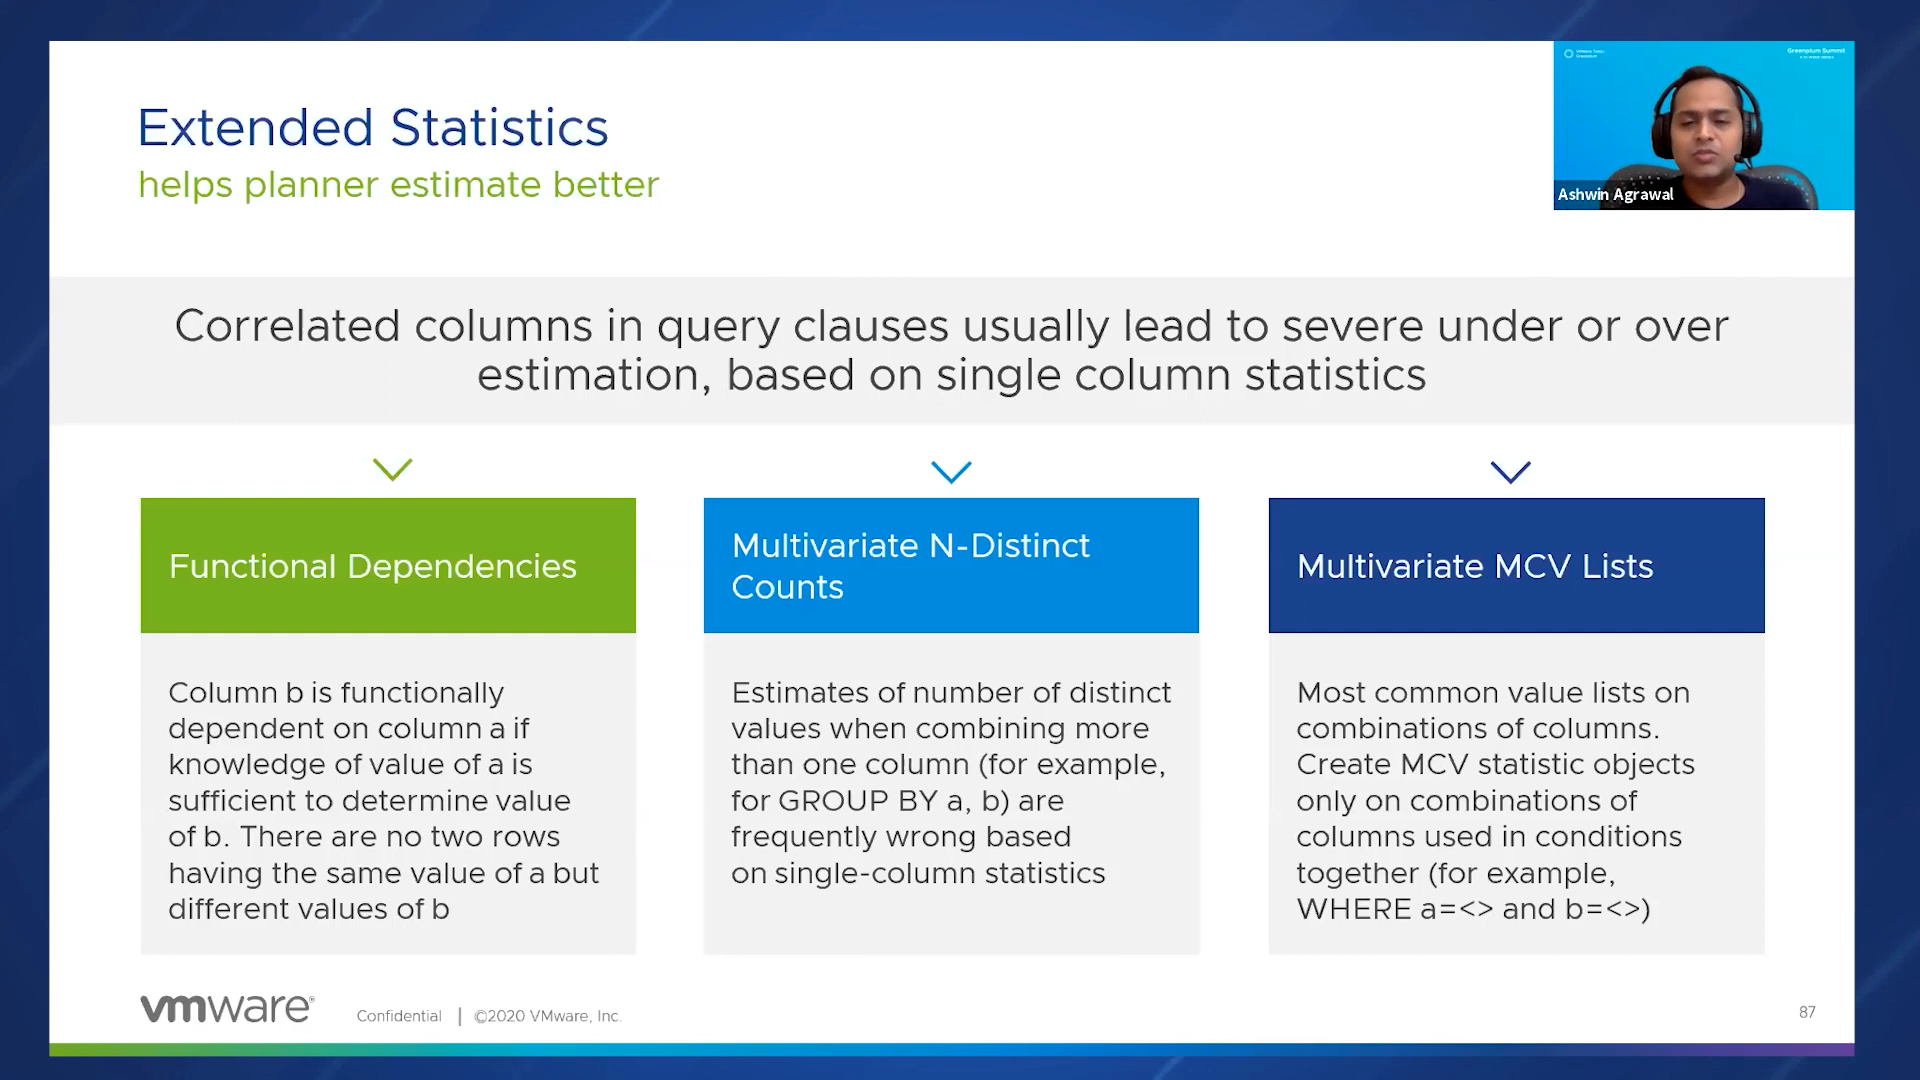 VMware Tanzu
Greenplum
Greenplum Summit
Ashwin Agrawal
Extended Statistics
helps planner estimate better
Correlated columns in query clauses usually lead to severe under or over
estimation, based on single column statistics
Functional Dependencies
Column b is functionally
dependent on column a if
knowledge of value of a is
sufficient to determine value
of b. There are no two rows
having the same value of a but
different values of b
Multivariate N-Distinct
Counts
Estimates of number of distinct
values when combining more
than one column (for example,
for GROUP BY a, b) are
frequently wrong based
on single-column statistics
Multivariate MCV Lists
Most common value lists on
combinations of columns.
Create MCV statistic objects
only on combinations of
columns used in conditions
together (for example,
WHERE a=<> and b=<>)
vmware®
Confidential | ©2020 VMware, Inc.
87